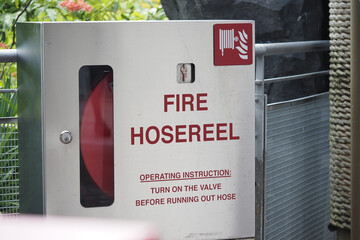 FIRE
HOSEREEL
OPERATING INSTRUCTION:
TURN ON THE VALVE
BEFORE RUNNING OUT HOSE